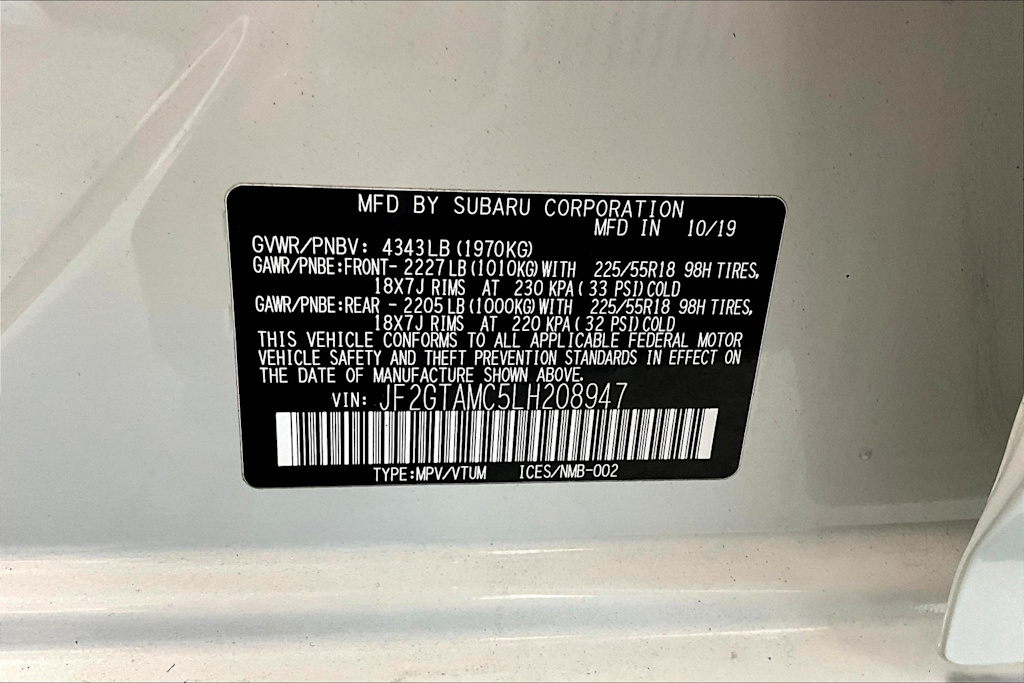 MFD BY SUBARU CORPORATION
MFD IN 10/19
GVWR/PNBV: 4343LB (1970KG)
GAWR/PNBE:FRONT- 2227LB (1010KG) WITH 225/55R18 98H TIRES,
18X7J RIMS AT 230 KPA ( 33 PSI) COLD
GAWR/PNBE:REAR - 2205LB (1000KG) WITH 225/55R18 98H TIRES,
18X7J RIMS AT 220 KPA ( 32 PSI) COLD
THIS VEHICLE CONFORMS TO ALL APPLICABLE FEDERAL MOTOR
VEHICLE SAFETY AND THEFT PREVENTION STANDARDS IN EFFECT ON
THE DATE OF MANUFACTURE SHOWN ABOVE.
VIN: JF2GTAMC5LH208947
TYPE:MPV/VTUM ICES/NMB-002